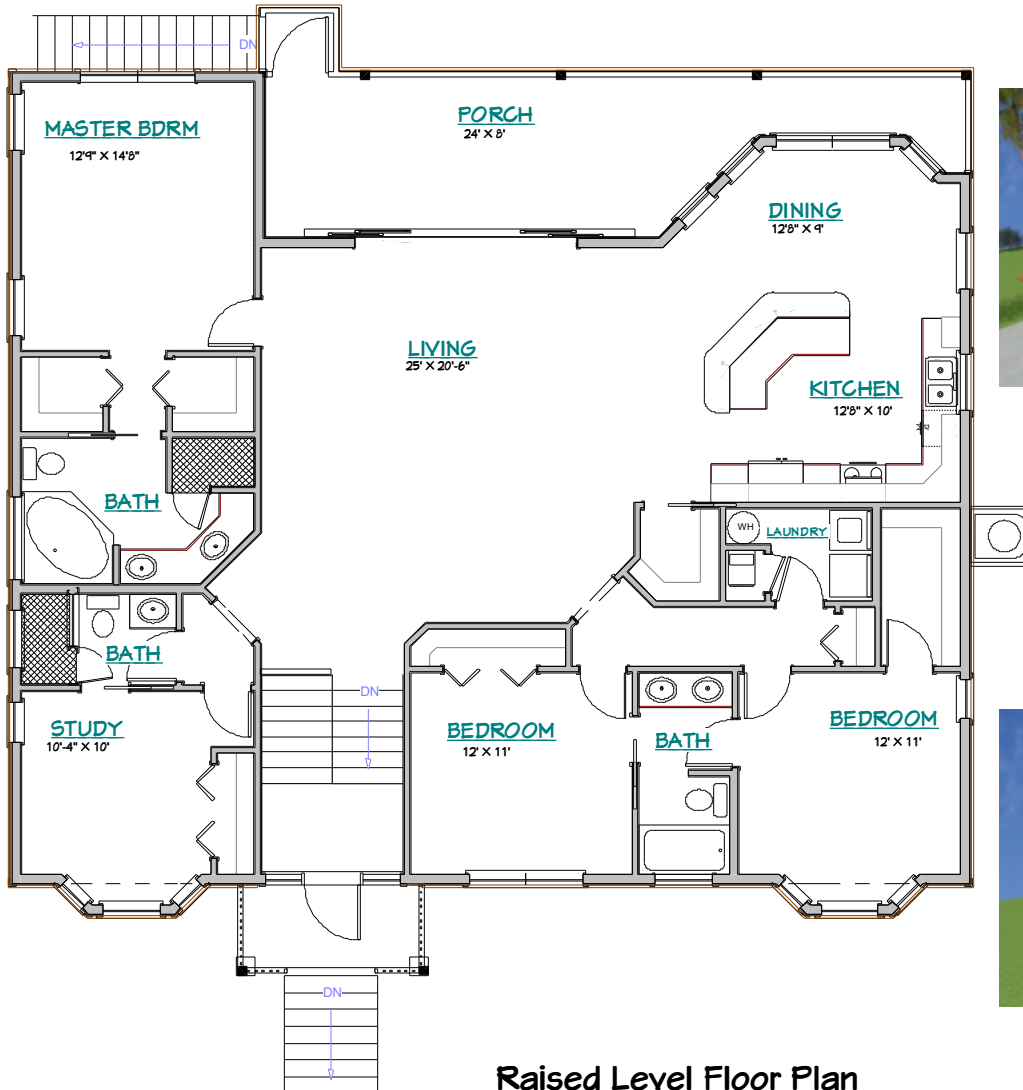 DN
MASTER BDRM
12'9" X 14'8"
PORCH
24' X 8'
DINING
12'8" X 9'
LIVING
25' X 20'-6"
KITCHEN
12'8" X 10'
BATH
WH
LAUNDRY
BATH
DN
STUDY
10'-4" X 10'
BEDROOM
12' X 11'
BATH
BEDROOM
12' X 11'
DN
Raised Level Floor Plan